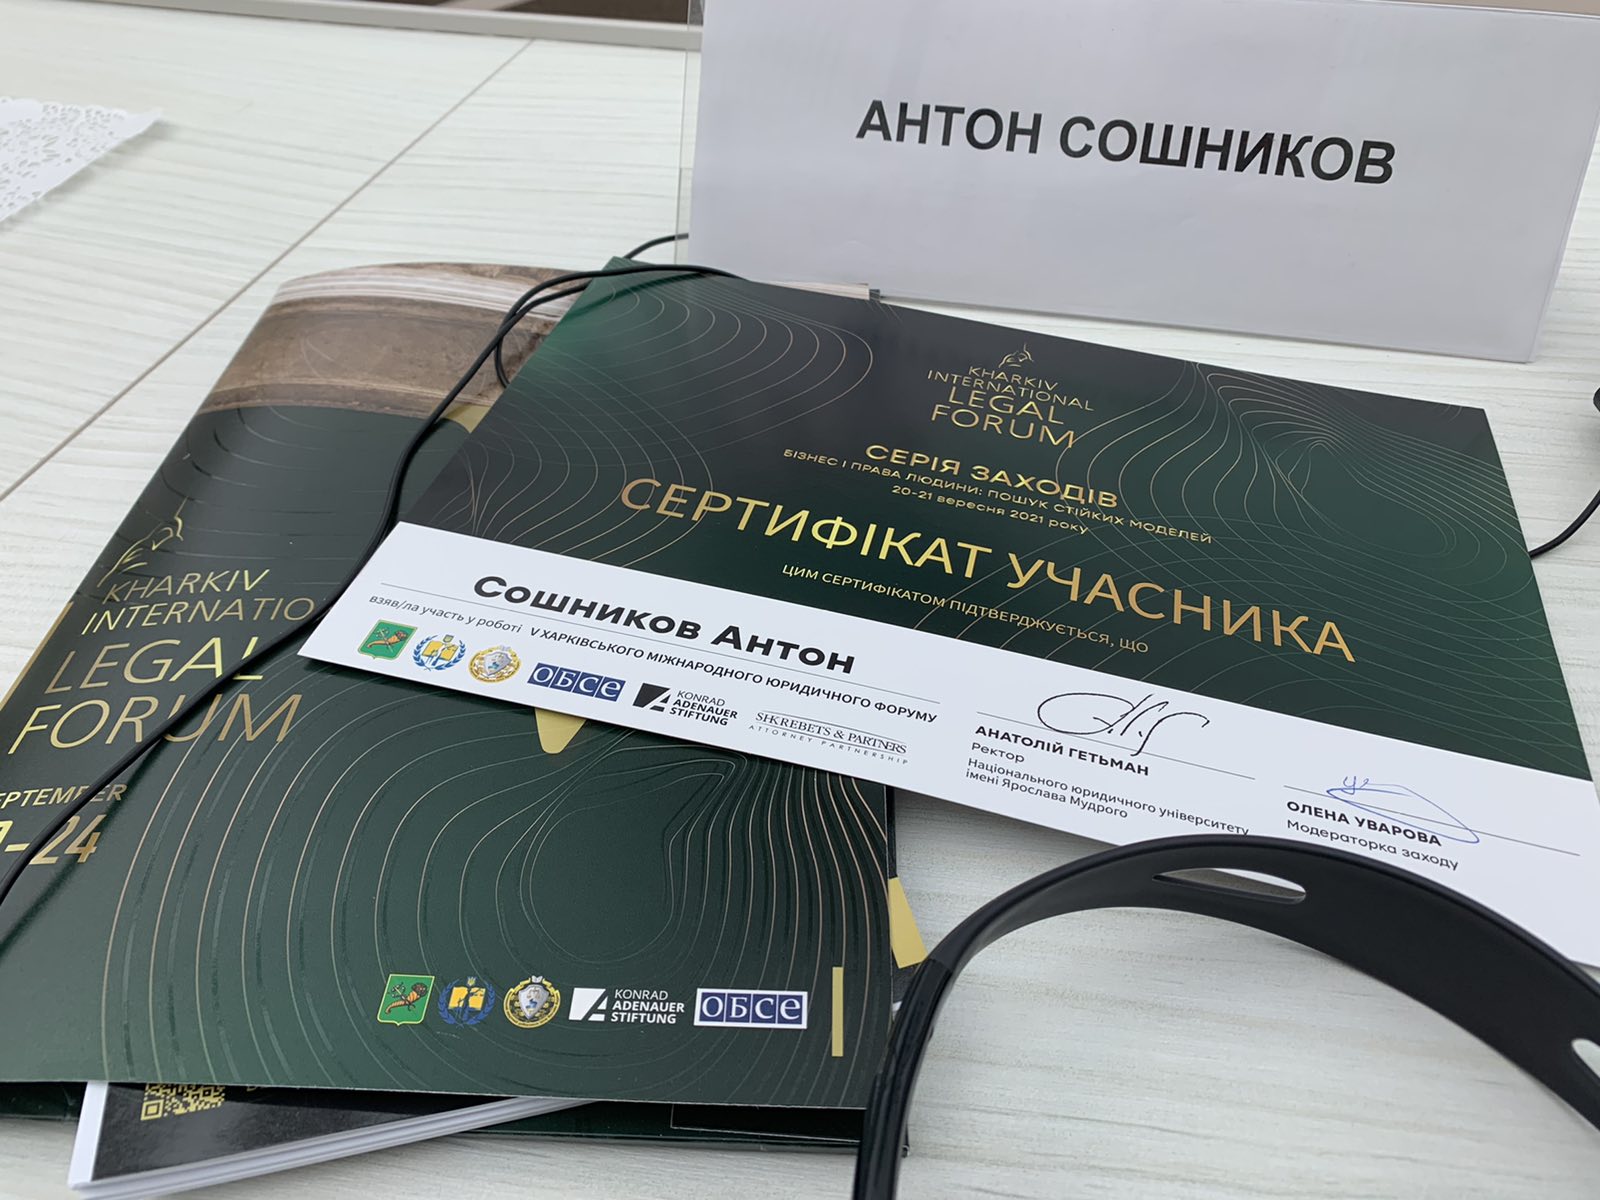 АНТОН СОШНИКОВ
KHARKIV
INTERNATIONAL
LEGAL
FORUM
СЕРІЯ ЗАХОДІВ
БІЗНЕС І ПРАВА ЛЮДИНИ: ПОШУК СТІЙКИХ МОДЕЛЕЙ
20-21 вересня 2021 року
СЕРТИФІКАТ УЧАСНИКА
ЦИМ СЕРТИФІКАТОМ ПІДТВЕРДЖУЄТЬСЯ, ЩО
Сошников Антон
взяв/ла участь у роботі V ХАРКІВСЬКОГО МІЖНАРОДНОГО ЮРИДИЧНОГО ФОРУМУ
ОБСЕ
KONRAD
ADENAUER
STIFTUNG
SHKREBETS & PARTNERS
ATTORNEY PARTNERSHIP
АНАТОЛІЙ ГЕТЬМАН
Ректор
Національного юридичного університету
імені Ярослава Мудрого
ОЛЕНА УВАРОВА
Модераторка заходу
KHARKIV
INTERNATIO
LEGAL
FORUM
EPTEMBER
-24
KONRAD
ADENAUER
STIFTUNG
ОБСЕ